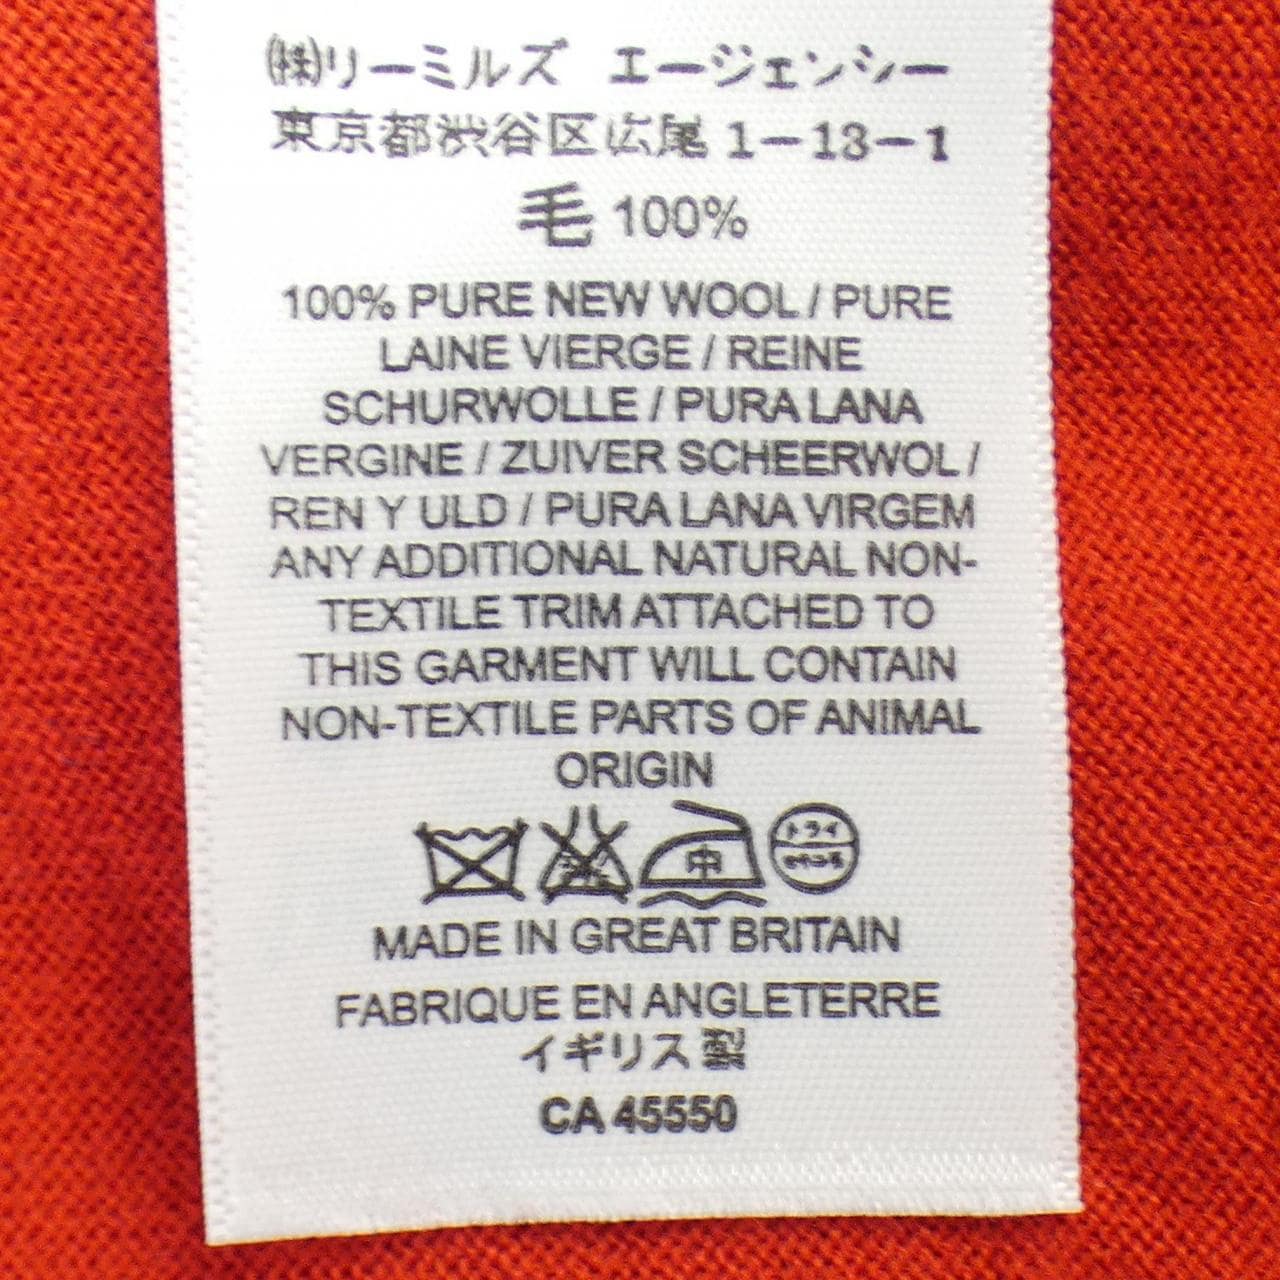 (株)リーミルズ エージェンシー
東京都渋谷区広尾 1-13-1
毛 100%
100% PURE NEW WOOL / PURE
LAINE VIERGE / REINE
SCHURWOLLE / PURA LANA
VERGINE / ZUIVER SCHEERWOL /
REN Y ULD / PURA LANA VIRGEM
ANY ADDITIONAL NATURAL NON-
TEXTILE TRIM ATTACHED TO
THIS GARMENT WILL CONTAIN
NON-TEXTILE PARTS OF ANIMAL
ORIGIN
中 ドライ
MADE IN GREAT BRITAIN
FABRIQUE EN ANGLETERRE
イギリス製
CA 45550